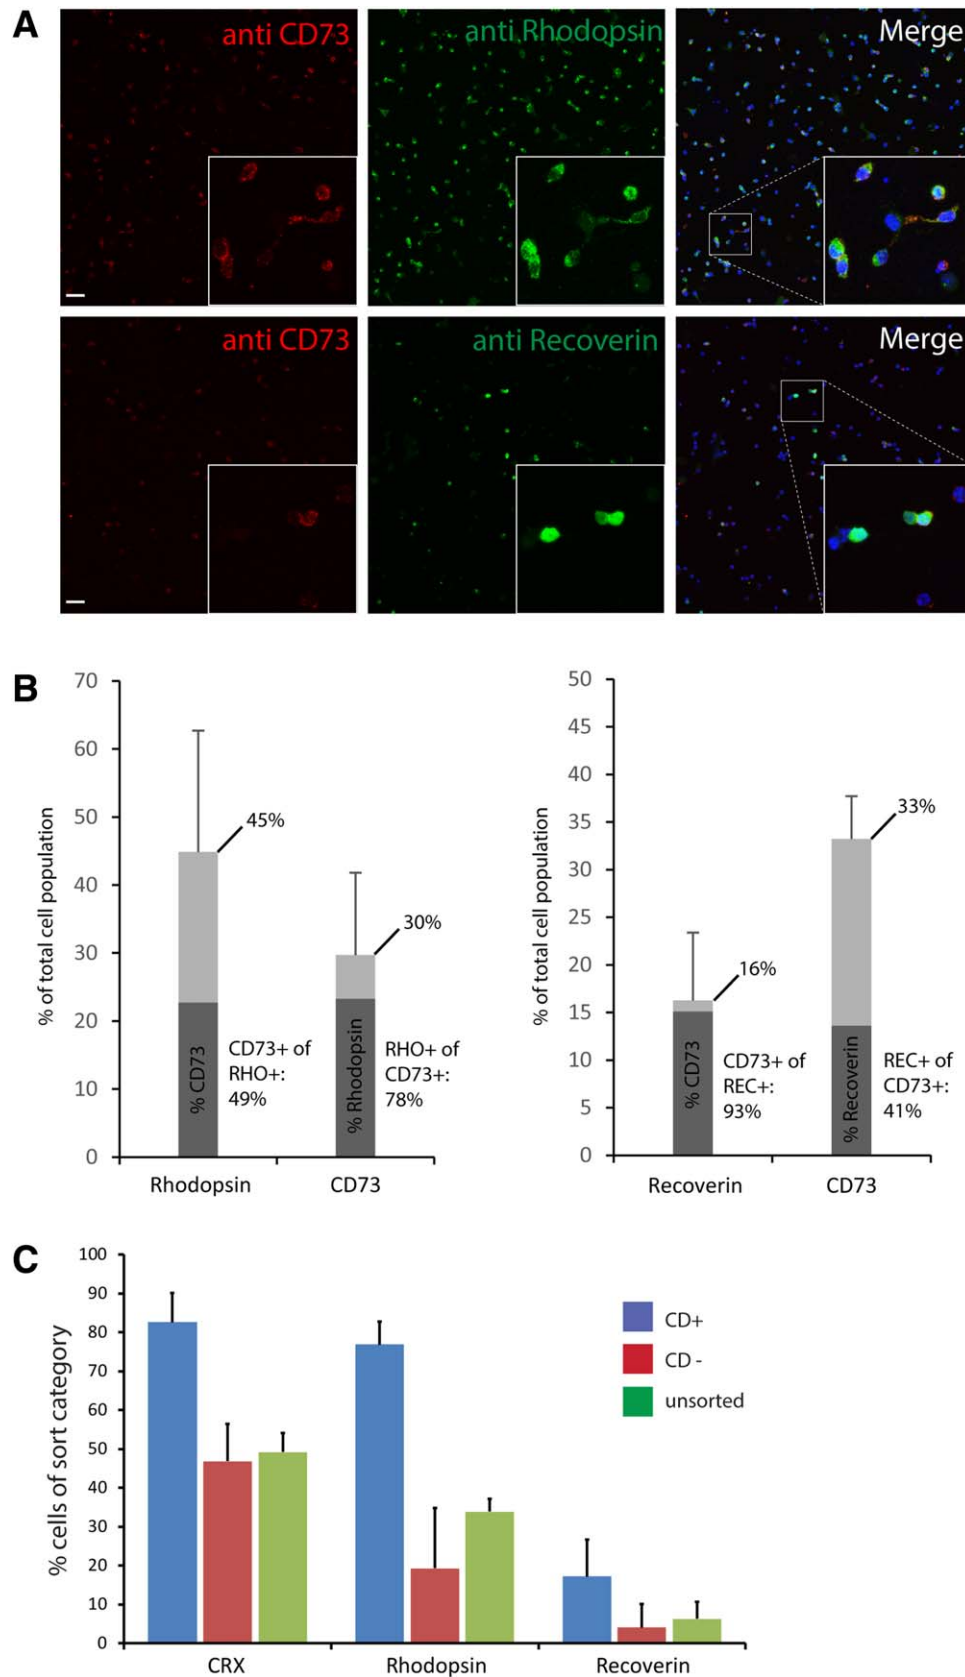 A
anti CD73
anti Rhodopsin
Merge
anti CD73
anti Recoverin
Merge
B
% of total cell population
70
60
50
40
30
20
10
0
45%
30%
% CD73
CD73+ of
RHO+:
49%
% Rhodopsin
RHO+ of
CD73+:
78%
Rhodopsin
CD73
% of total cell population
50
45
40
35
30
25
20
15
10
5
0
16%
33%
% CD73
CD73+ of
REC+:
93%
% Recoverin
REC+ of
CD73+:
41%
Recoverin
CD73
C
% cells of sort category
100
90
80
70
60
50
40
30
20
10
0
CD+
CD -
unsorted
CRX
Rhodopsin
Recoverin